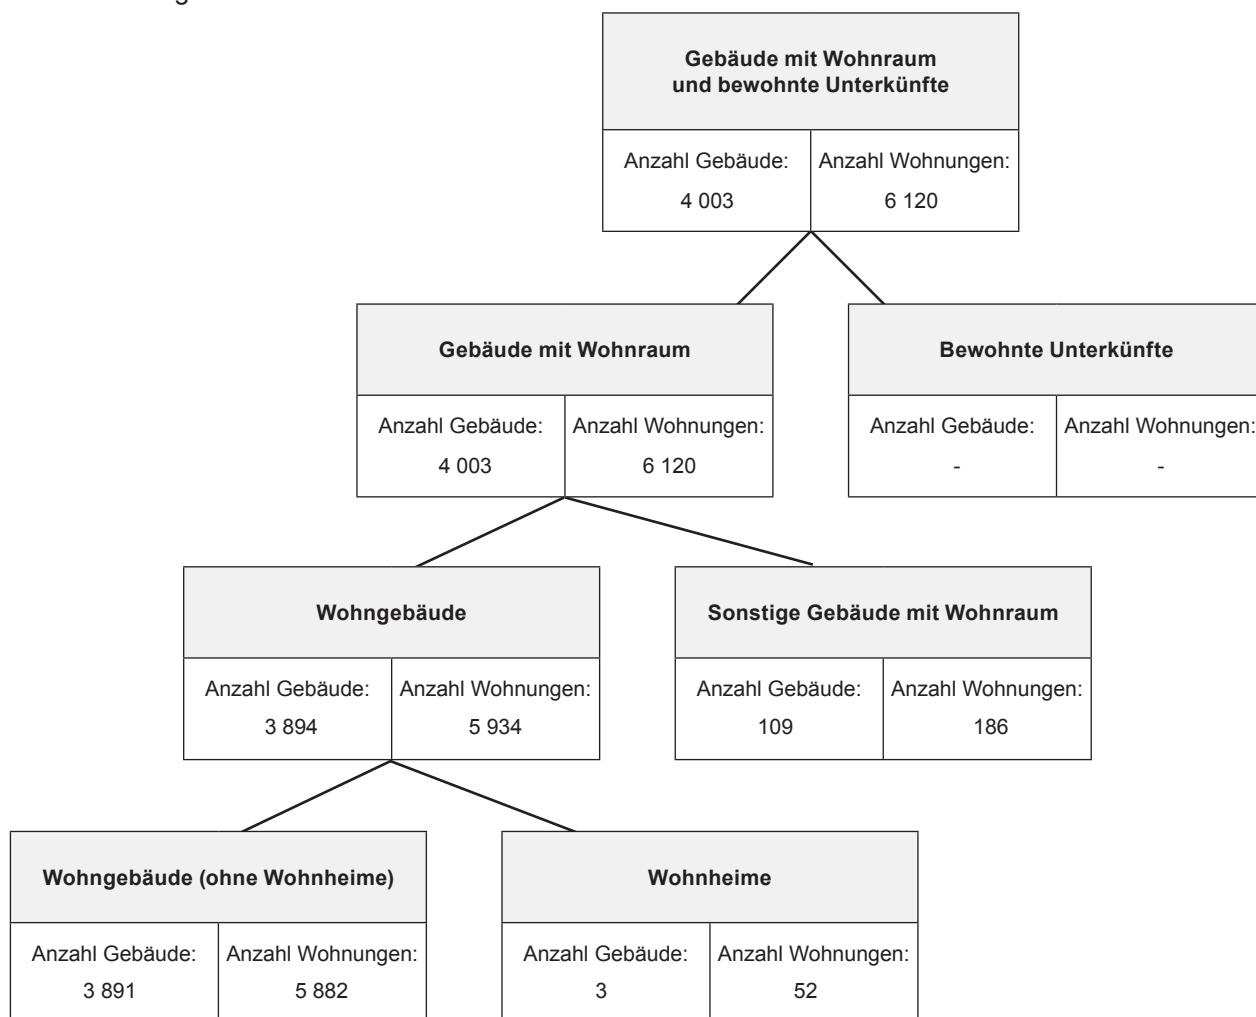 Gebäude mit Wohnraum
und bewohnte Unterkünfte
Anzahl Gebäude: Anzahl Wohnungen:
4 003 6 120
Gebäude mit Wohnraum Bewohnte Unterkünfte
Anzahl Gebäude: Anzahl Wohnungen: Anzahl Gebäude: Anzahl Wohnungen:
4 003 6 120 - -
Wohngebäude Sonstige Gebäude mit Wohnraum
Anzahl Gebäude: Anzahl Wohnungen: Anzahl Gebäude: Anzahl Wohnungen:
3 894 5 934 109 186
Wohngebäude (ohne Wohnheime) Wohnheime
Anzahl Gebäude: Anzahl Wohnungen: Anzahl Gebäude: Anzahl Wohnungen:
3 891 5 882 3 52